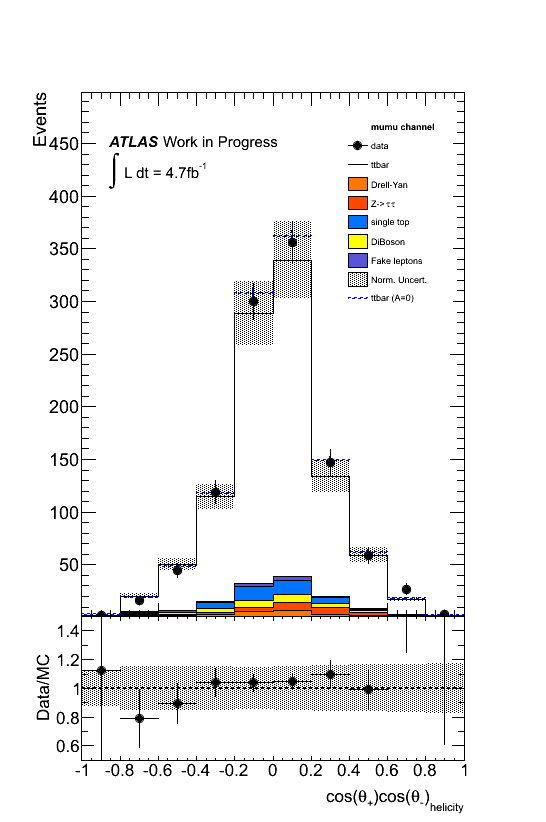 Events
ATLAS Work in Progress
∫ L dt = 4.7fb⁻¹
mumu channel
data
ttbar
Drell-Yan
Z->ττ
single top
DiBoson
Fake leptons
Norm. Uncert.
ttbar (A=0)
450
400
350
300
250
200
150
100
50
Data/MC
1.4
1.2
1
0.8
0.6
-1 -0.8 -0.6 -0.4 -0.2 0 0.2 0.4 0.6 0.8 1
cos(θ₊)cos(θ₋)helicity